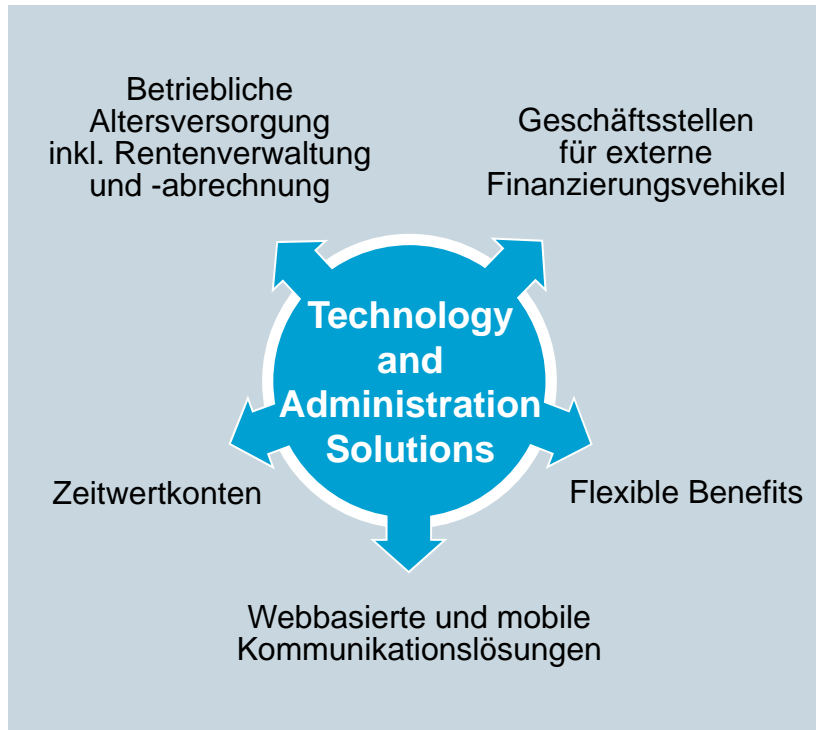 Betriebliche
Altersversorgung
inkl. Rentenverwaltung
und -abrechnung
Geschäftsstellen
für externe
Finanzierungsvehikel
Technology
and
Administration
Solutions
Zeitwertkonten
Flexible Benefits
Webbasierte und mobile
Kommunikationslösungen